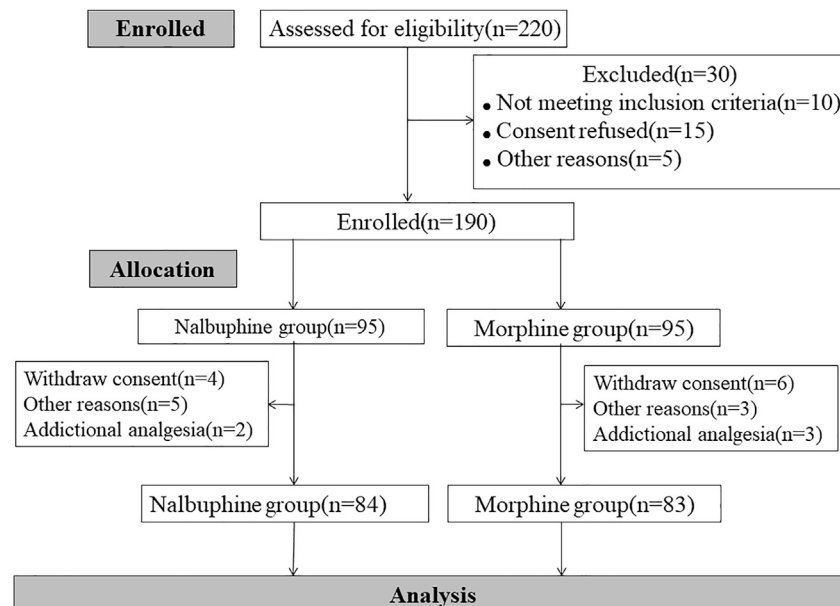 Enrolled
Assessed for eligibility(n=220)
Excluded(n=30)
● Not meeting inclusion criteria(n=10)
● Consent refused(n=15)
● Other reasons(n=5)
Enrolled(n=190)
Allocation
Nalbuphine group(n=95)
Morphine group(n=95)
Withdraw consent(n=4)
Other reasons(n=5)
Addictional analgesia(n=2)
Withdraw consent(n=6)
Other reasons(n=3)
Addictional analgesia(n=3)
Nalbuphine group(n=84)
Morphine group(n=83)
Analysis